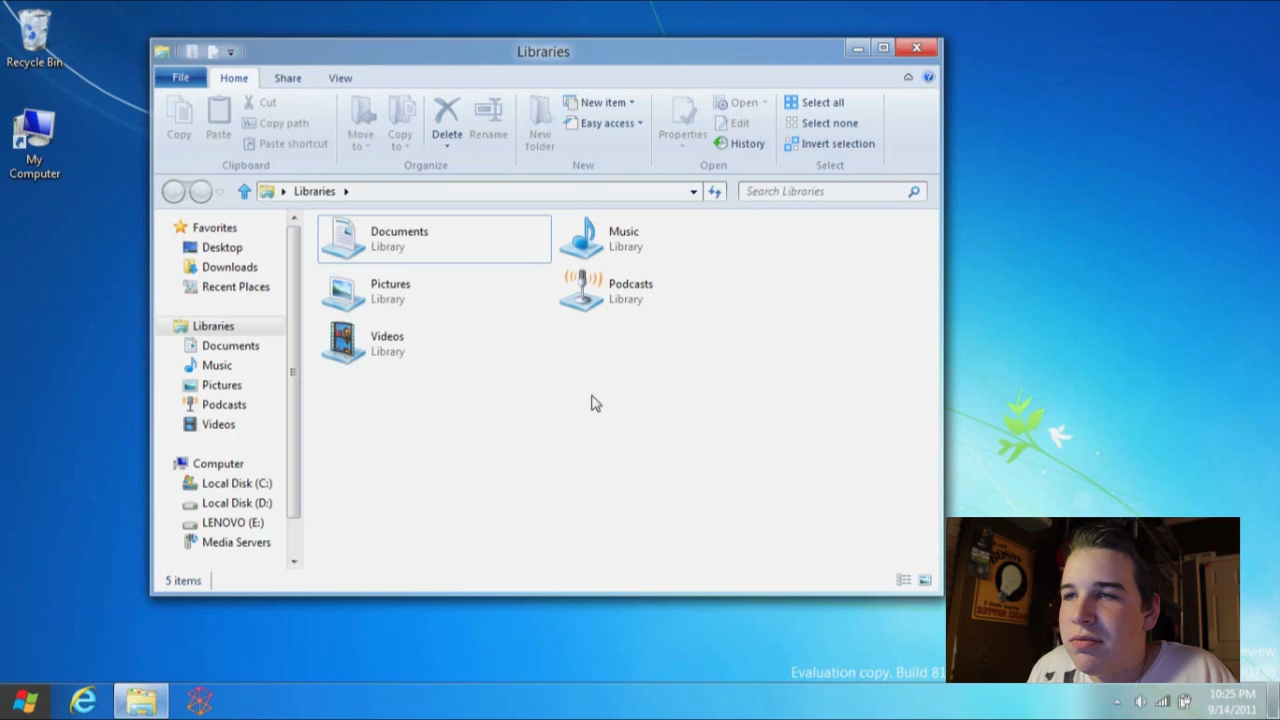 Recycle Bin
My
Computer
Libraries
File Home Share View
Copy
Paste
Cut
Copy path
Paste shortcut
Clipboard
Move
to
Copy
to
Delete
Rename
Organize
New
folder
New item
Easy access
New
Properties
Open
Edit
History
Open
Select all
Select none
Invert selection
Select
Libraries
Search Libraries
Favorites
Desktop
Downloads
Recent Places
Libraries
Documents
Music
Pictures
Podcasts
Videos
Computer
Local Disk (C:)
Local Disk (D:)
LENOVO (E:)
Media Servers
Documents
Library
Music
Library
Pictures
Library
Podcasts
Library
Videos
Library
5 items
Evaluation copy. Build
10:25 PM
9/14/2011